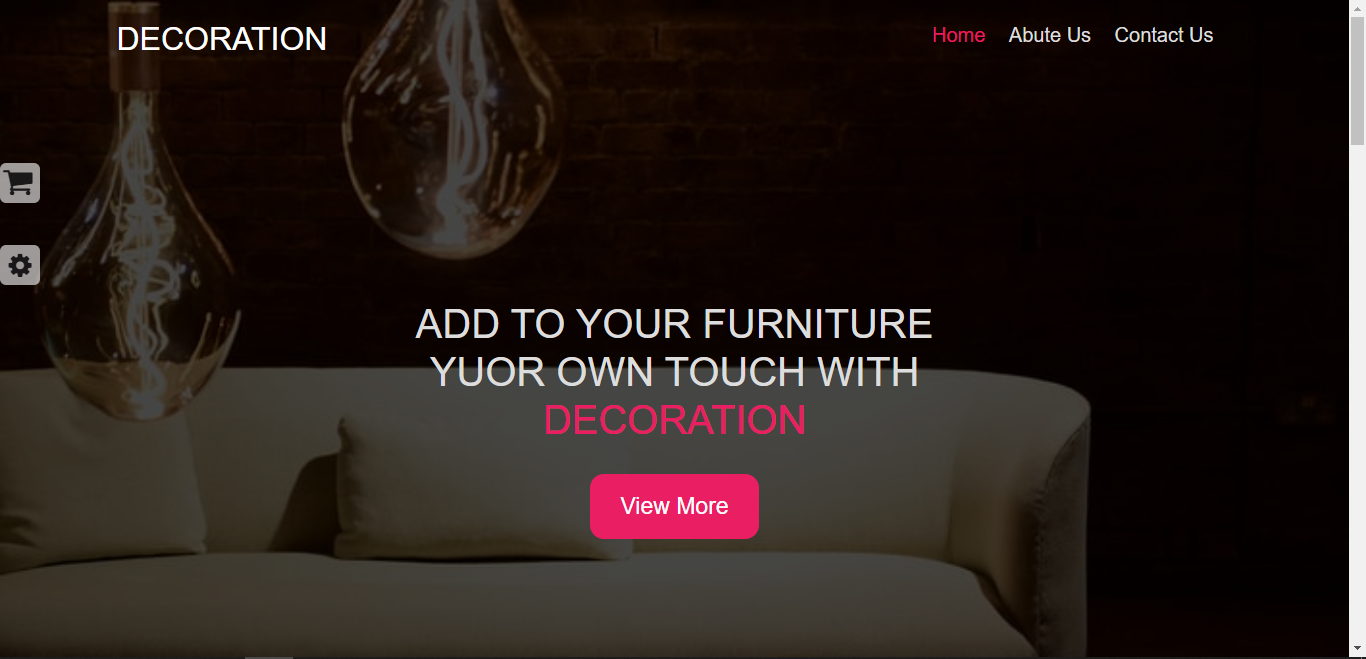 DECORATION
Home Abute Us Contact Us
ADD TO YOUR FURNITURE
YUOR OWN TOUCH WITH
DECORATION
View More